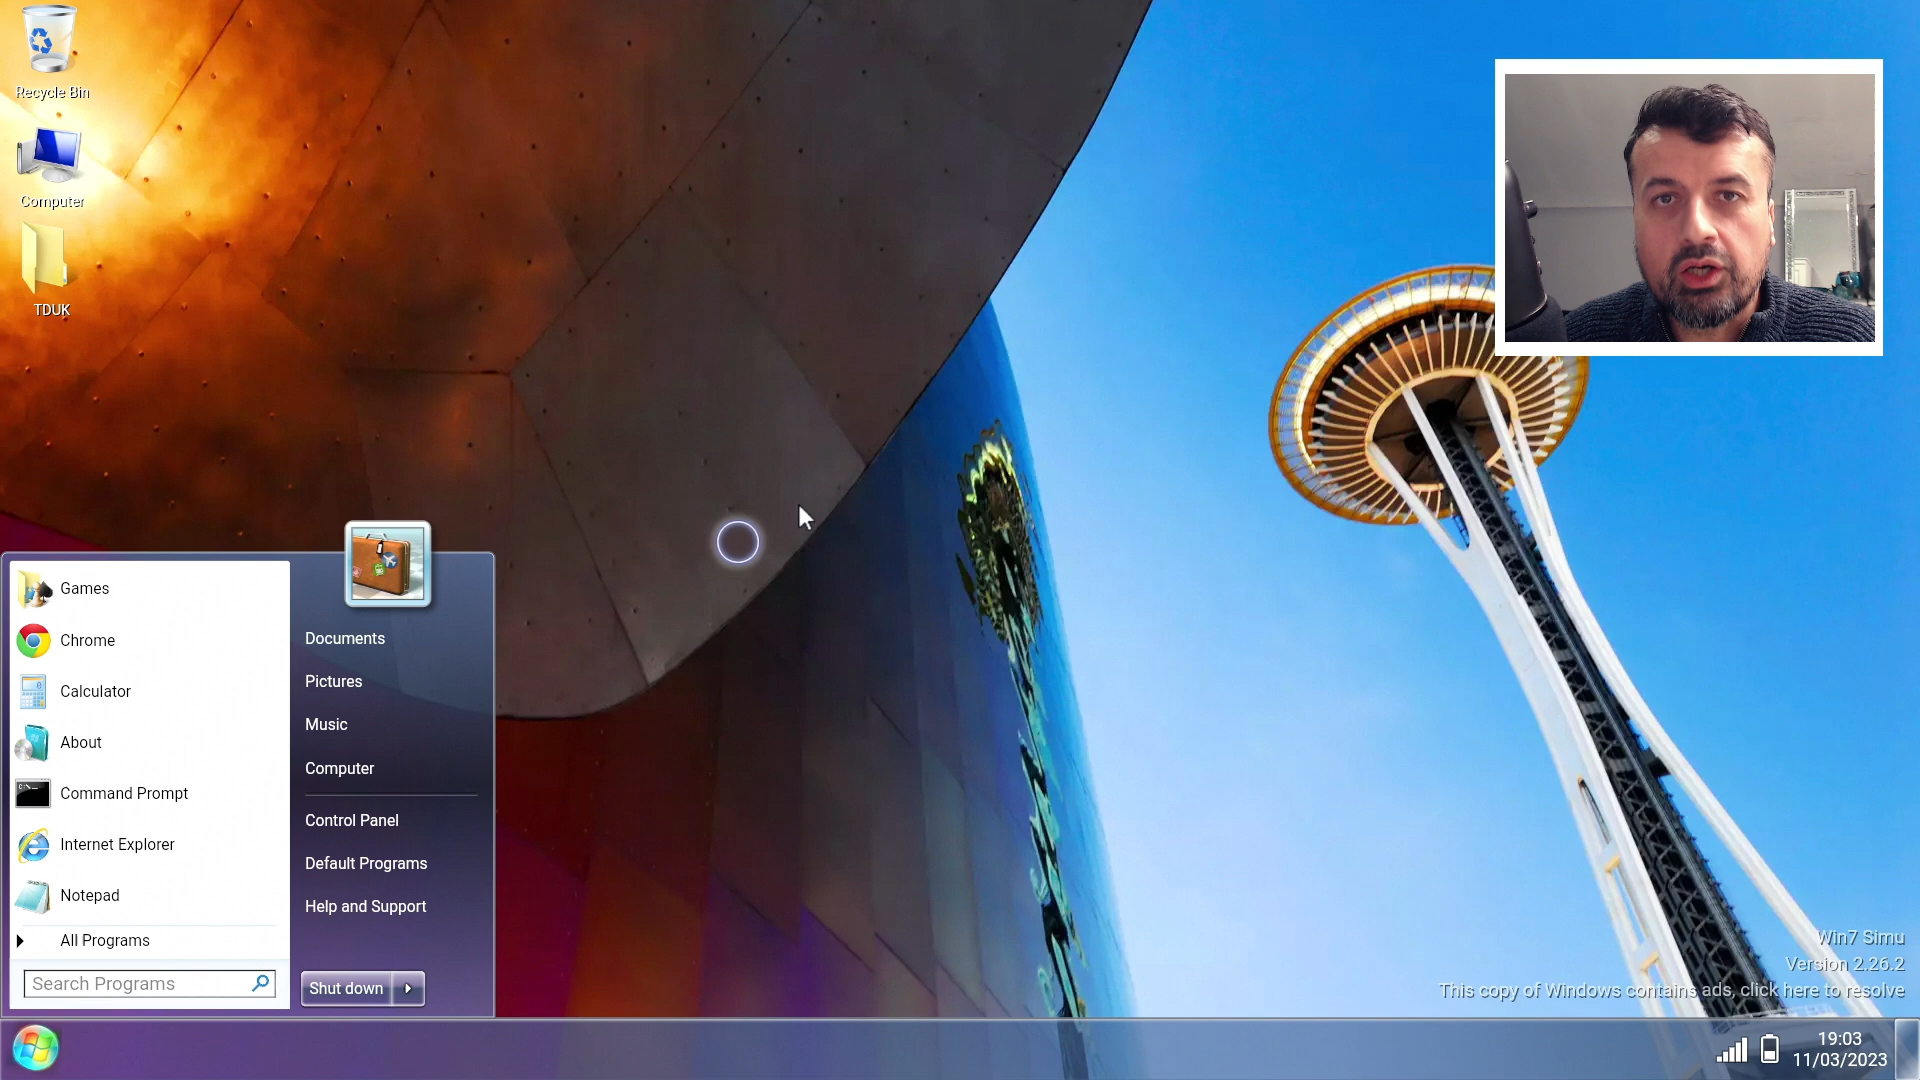 Recycle Bin
Computer
TDUK
Games
Chrome
Calculator
About
Command Prompt
Internet Explorer
Notepad
All Programs
Search Programs
Documents
Pictures
Music
Computer
Control Panel
Default Programs
Help and Support
Shut down
Win7 Simu
Version 2.26.2
This copy of Windows contains ads, click here to resolve
19:03
11/03/2023